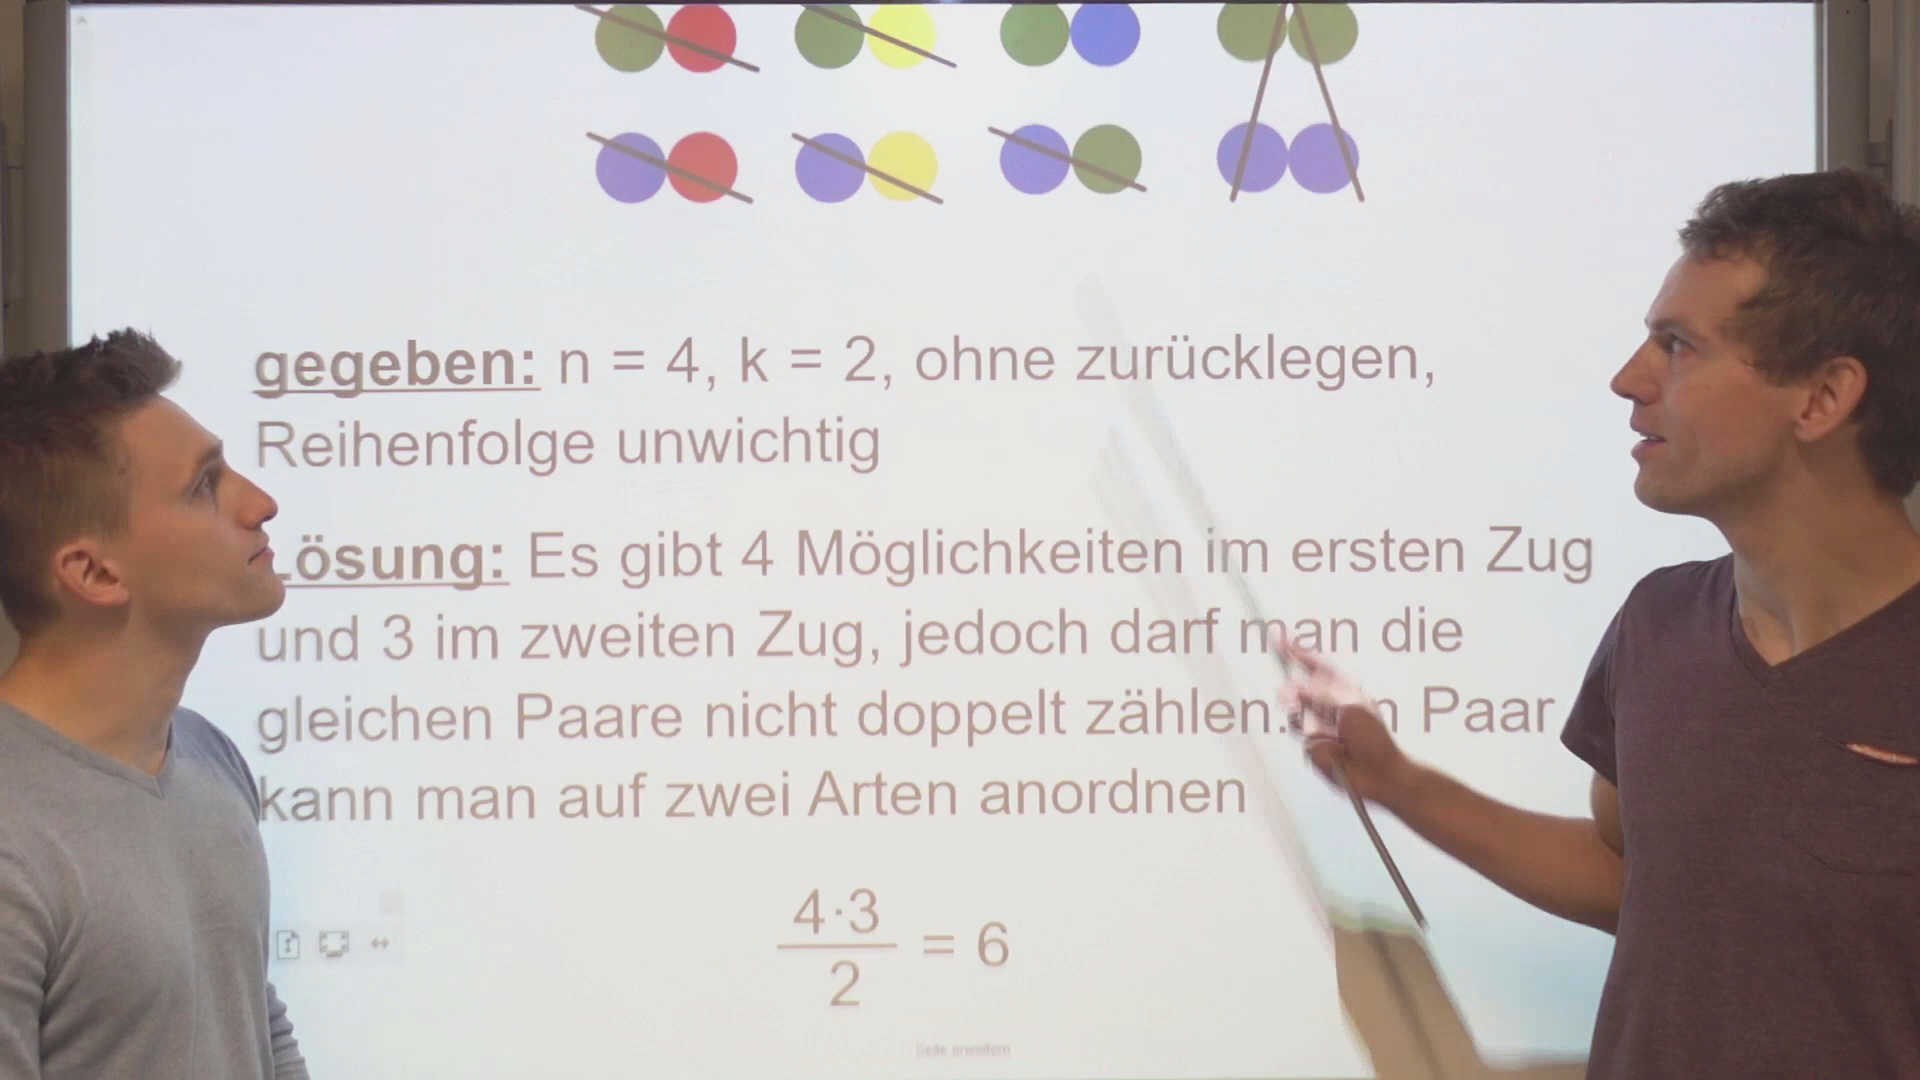 gegeben: n = 4, k = 2, ohne zurücklegen,
Reihenfolge unwichtig
Lösung: Es gibt 4 Möglichkeiten im ersten Zug
und 3 im zweiten Zug, jedoch darf man die
gleichen Paare nicht doppelt zählen. Paar
kann man auf zwei Arten anordnen
4·3
2
= 6
Seite erweitern